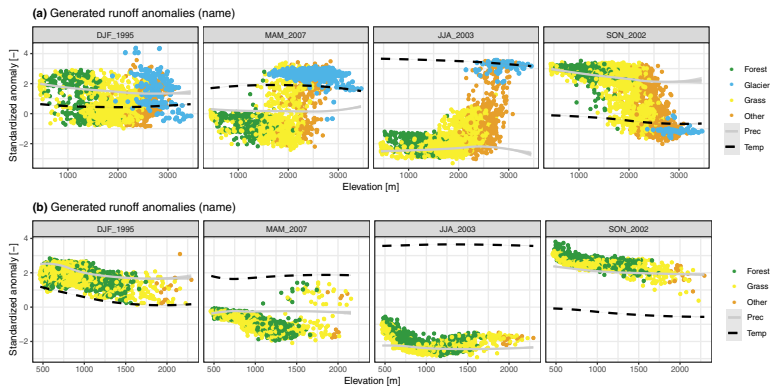 (a) Generated runoff anomalies (name)
DJF_1995 MAM_2007 JJA_2003 SON_2002
Standardized anomaly [−]
4
2
0
−2
1000 2000 3000 1000 2000 3000 1000 2000 3000 1000 2000 3000
Elevation [m]
Forest
Glacier
Grass
Other
Prec
Temp
(b) Generated runoff anomalies (name)
DJF_1995 MAM_2007 JJA_2003 SON_2002
Standardized anomaly [−]
4
2
0
−2
500 1000 1500 2000 500 1000 1500 2000 500 1000 1500 2000 500 1000 1500 2000
Elevation [m]
Forest
Grass
Other
Prec
Temp